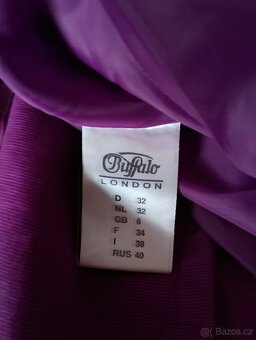 Buffalo
LONDON
D 32
NL 32
GB 6
F 34
I 38
RUS 40
Bazos.cz